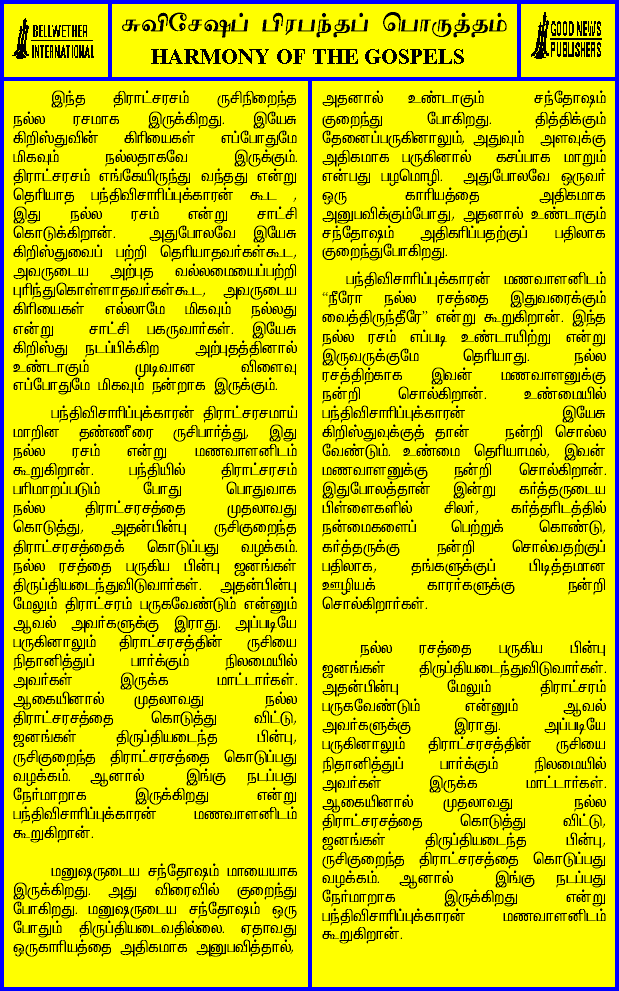 BELLWETHER
INTERNATIONAL
சுவிசேஷப் பிரபந்தப் பொருத்தம்
HARMONY OF THE GOSPELS
GOOD NEWS
PUBLISHERS
இந்த திராட்சரசம் ருசிநிறைந்த
நல்ல ரசமாக இருக்கிறது. இயேசு
கிறிஸ்துவின் கிரியைகள் எப்போதுமே
மிகவும் நல்லதாகவே இருக்கும்.
திராட்சரசம் எங்கேயிருந்து வந்தது என்று
தெரியாத பந்திவிசாரிப்புக்காரன் கூட ,
இது நல்ல ரசம் என்று சாட்சி
கொடுக்கிறான். அதுபோலவே இயேசு
கிறிஸ்துவைப் பற்றி தெரியாதவர்கள்கூட,
அவருடைய அற்புத வல்லமையைப்பற்றி
புரிந்துகொள்ளாதவர்கள்கூட, அவருடைய
கிரியைகள் எல்லாமே மிகவும் நல்லது
என்று சாட்சி பகருவார்கள். இயேசு
கிறிஸ்து நடப்பிக்கிற அற்புதத்தினால்
உண்டாகும் முடிவான விளைவு
எப்போதுமே மிகவும் நன்றாக இருக்கும்.
பந்திவிசாரிப்புக்காரன் திராட்சரசமாய்
மாறின தண்ணீரை ருசிபார்த்து, இது
நல்ல ரசம் என்று மணவாளனிடம்
கூறுகிறான். பந்தியில் திராட்சரசம்
பரிமாறப்படும் போது பொதுவாக
நல்ல திராட்சரசத்தை முதலாவது
கொடுத்து, அதன்பின்பு ருசிகுறைந்த
திராட்சரசத்தைக் கொடுப்பது வழக்கம்.
நல்ல ரசத்தை பருகிய பின்பு ஜனங்கள்
திருப்தியடைந்துவிடுவார்கள். அதன்பின்பு
மேலும் திராட்சரம் பருகவேண்டும் என்னும்
ஆவல் அவர்களுக்கு இராது. அப்படியே
பருகினாலும் திராட்சரசத்தின் ருசியை
நிதானித்துப் பார்க்கும் நிலமையில்
அவர்கள் இருக்க மாட்டார்கள்.
ஆகையினால் முதலாவது நல்ல
திராட்சரசத்தை கொடுத்து விட்டு,
ஜனங்கள் திருப்தியடைந்த பின்பு,
ருசிகுறைந்த திராட்சரசத்தை கொடுப்பது
வழக்கம். ஆனால் இங்கு நடப்பது
நேர்மாறாக இருக்கிறது என்று
பந்திவிசாரிப்புக்காரன் மணவாளனிடம்
கூறுகிறான்.
மனுஷருடைய சந்தோஷம் மாயையாக
இருக்கிறது. அது விரைவில் குறைந்து
போகிறது. மனுஷருடைய சந்தோஷம் ஒரு
போதும் திருப்தியடைவதில்லை. ஏதாவது
ஒருகாரியத்தை அதிகமாக அனுபவித்தால்,
அதனால் உண்டாகும் சந்தோஷம்
குறைந்து போகிறது. தித்திக்கும்
தேனைப்பருகினாலும், அதுவும் அளவுக்கு
அதிகமாக பருகினால் கசப்பாக மாறும்
என்பது பழமொழி. அதுபோலவே ஒருவர்
ஒரு காரியத்தை அதிகமாக
அனுபவிக்கும்போது, அதனால் உண்டாகும்
சந்தோஷம் அதிகரிப்பதற்குப் பதிலாக
குறைந்துபோகிறது.
பந்திவிசாரிப்புக்காரன் மணவாளனிடம்
“நீரோ நல்ல ரசத்தை இதுவரைக்கும்
வைத்திருந்தீரே” என்று கூறுகிறான். இந்த
நல்ல ரசம் எப்படி உண்டாயிற்று என்று
இருவருக்குமே தெரியாது. நல்ல
ரசத்திற்காக இவன் மணவாளனுக்கு
நன்றி சொல்கிறான். உண்மையில்
பந்திவிசாரிப்புக்காரன் இயேசு
கிறிஸ்துவுக்குத் தான் நன்றி சொல்ல
வேண்டும். உண்மை தெரியாமல், இவன்
மணவாளனுக்கு நன்றி சொல்கிறான்.
இதுபோலத்தான் இன்று கர்த்தருடைய
பிள்ளைகளில் சிலர், கர்த்தரிடத்தில்
நன்மைகளைப் பெற்றுக் கொண்டு,
கர்த்தருக்கு நன்றி சொல்வதற்குப்
பதிலாக, தங்களுக்குப் பிடித்தமான
ஊழியக் காரர்களுக்கு நன்றி
சொல்கிறார்கள்.
நல்ல ரசத்தை பருகிய பின்பு
ஜனங்கள் திருப்தியடைந்துவிடுவார்கள்.
அதன்பின்பு மேலும் திராட்சரம்
பருகவேண்டும் என்னும் ஆவல்
அவர்களுக்கு இராது. அப்படியே
பருகினாலும் திராட்சரசத்தின் ருசியை
நிதானித்துப் பார்க்கும் நிலமையில்
அவர்கள் இருக்க மாட்டார்கள்.
ஆகையினால் முதலாவது நல்ல
திராட்சரசத்தை கொடுத்து விட்டு,
ஜனங்கள் திருப்தியடைந்த பின்பு,
ருசிகுறைந்த திராட்சரசத்தை கொடுப்பது
வழக்கம். ஆனால் இங்கு நடப்பது
நேர்மாறாக இருக்கிறது என்று
பந்திவிசாரிப்புக்காரன் மணவாளனிடம்
கூறுகிறான்.